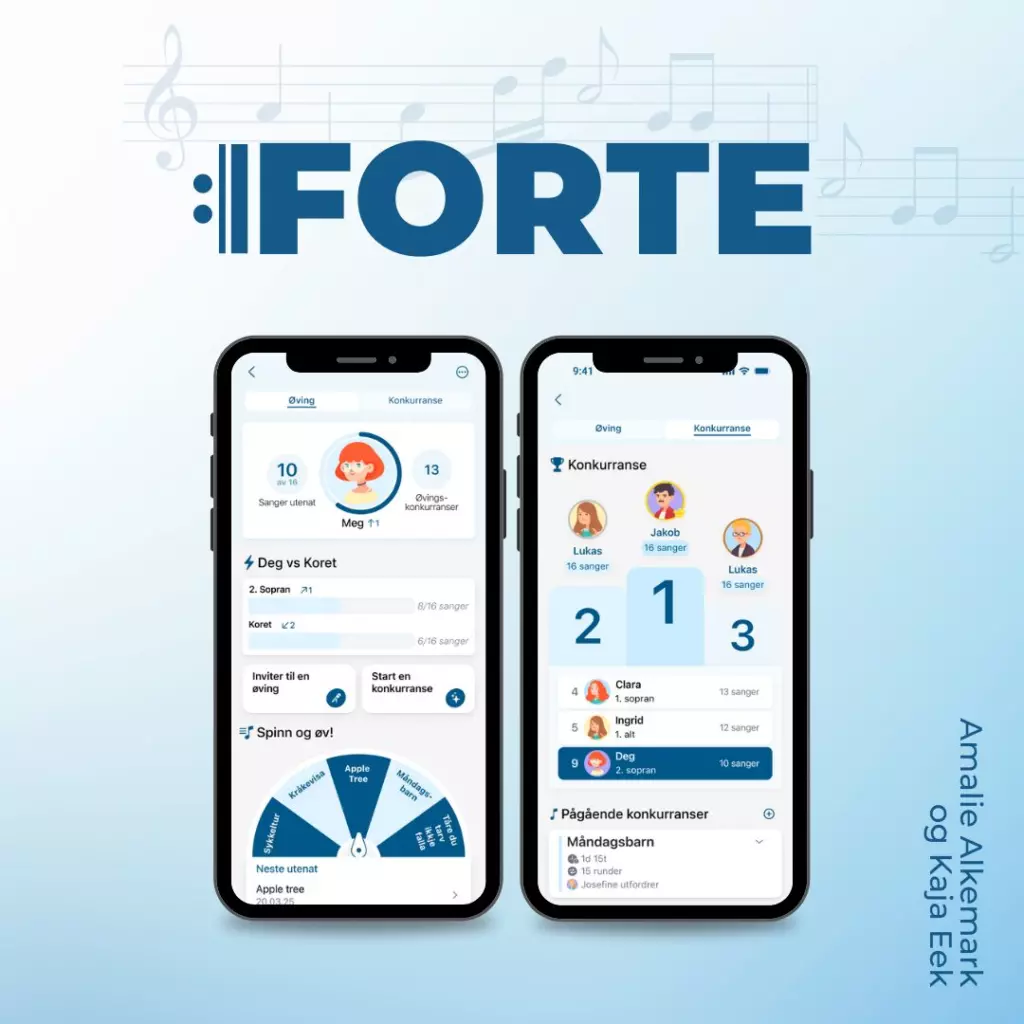 FORTE
Øving
Konkurranse
10
av 16
Sanger utenat
13
Øvings-
konkurranser
Meg ↑1
Deg vs Koret
2. Sopran ↗1
8/16 sanger
Koret ↙2
6/16 sanger
Inviter til en
øving
Start en
konkurranse
Spinn og øv!
Sykkeltur
Kråkevisa
Apple
Tree
Måndags-
barn
Tåre du
tarv
ikkje
falla
Neste utenat
Apple tree
20.03.25
9:41
Øving
Konkurranse
Konkurranse
Jakob
16 sanger
Lukas
16 sanger
Lukas
16 sanger
2
1
3
4 Clara 13 sanger
1. sopran
5 Ingrid 12 sanger
1. alt
9 Deg 10 sanger
2. sopran
Pågående konkurranser
Måndagsbarn
1d 15t
15 runder
Josefine utfordrer
Amalie Alkemark
og Kaja Eek